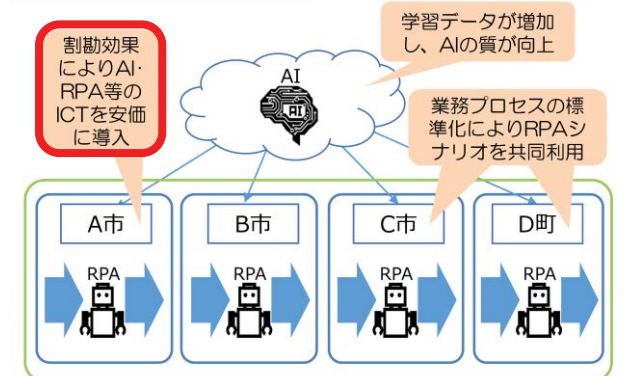 割勘効果
によりAI・
RPA等の
ICTを安価
に導入
学習データが増加
し、AIの質が向上
AI
AI
業務プロセスの標
準化によりRPAシ
ナリオを共同利用
A市
B市
C市
D町
RPA
RPA
RPA
RPA